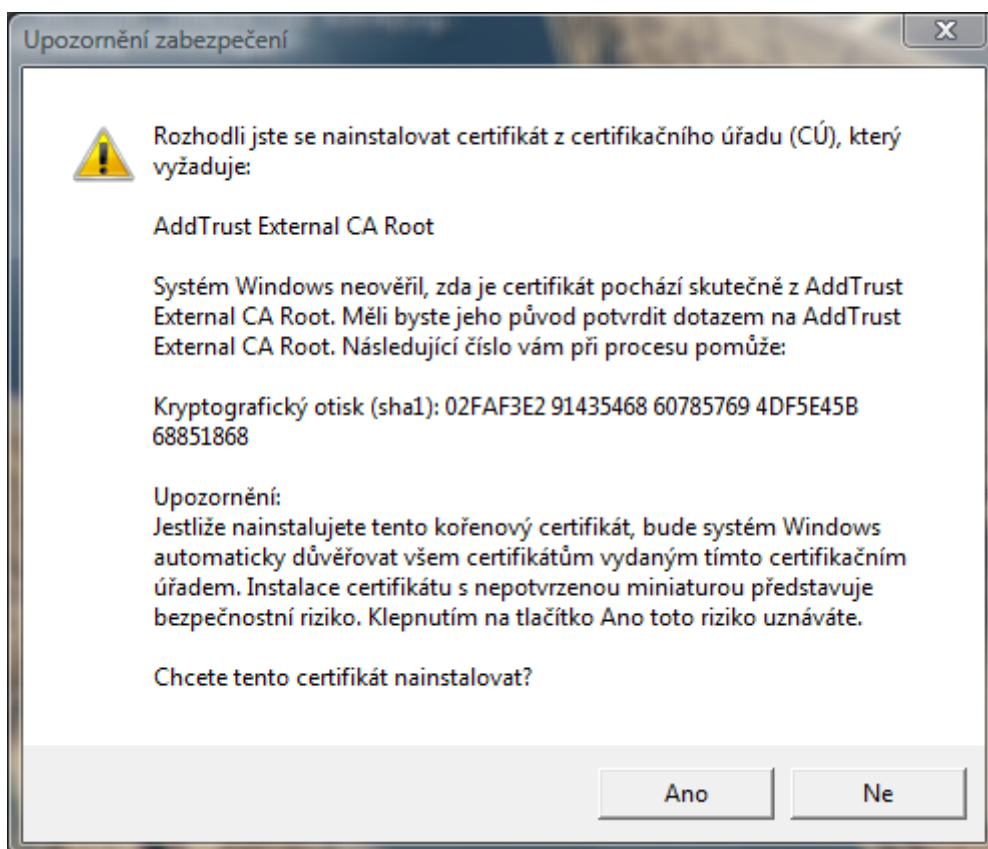 Upozornění zabezpečení
Rozhodli jste se nainstalovat certifikát z certifikačního úřadu (CÚ), který
vyžaduje:
AddTrust External CA Root
Systém Windows neověřil, zda je certifikát pochází skutečně z AddTrust
External CA Root. Měli byste jeho původ potvrdit dotazem na AddTrust
External CA Root. Následující číslo vám při procesu pomůže:
Kryptografický otisk (sha1): 02FAF3E2 91435468 60785769 4DF5E45B
68851868
Upozornění:
Jestliže nainstalujete tento kořenový certifikát, bude systém Windows
automaticky důvěřovat všem certifikátům vydaným tímto certifikačním
úřadem. Instalace certifikátu s nepotvrzenou miniaturou představuje
bezpečnostní riziko. Klepnutím na tlačítko Ano toto riziko uznáváte.
Chcete tento certifikát nainstalovat?
Ano Ne